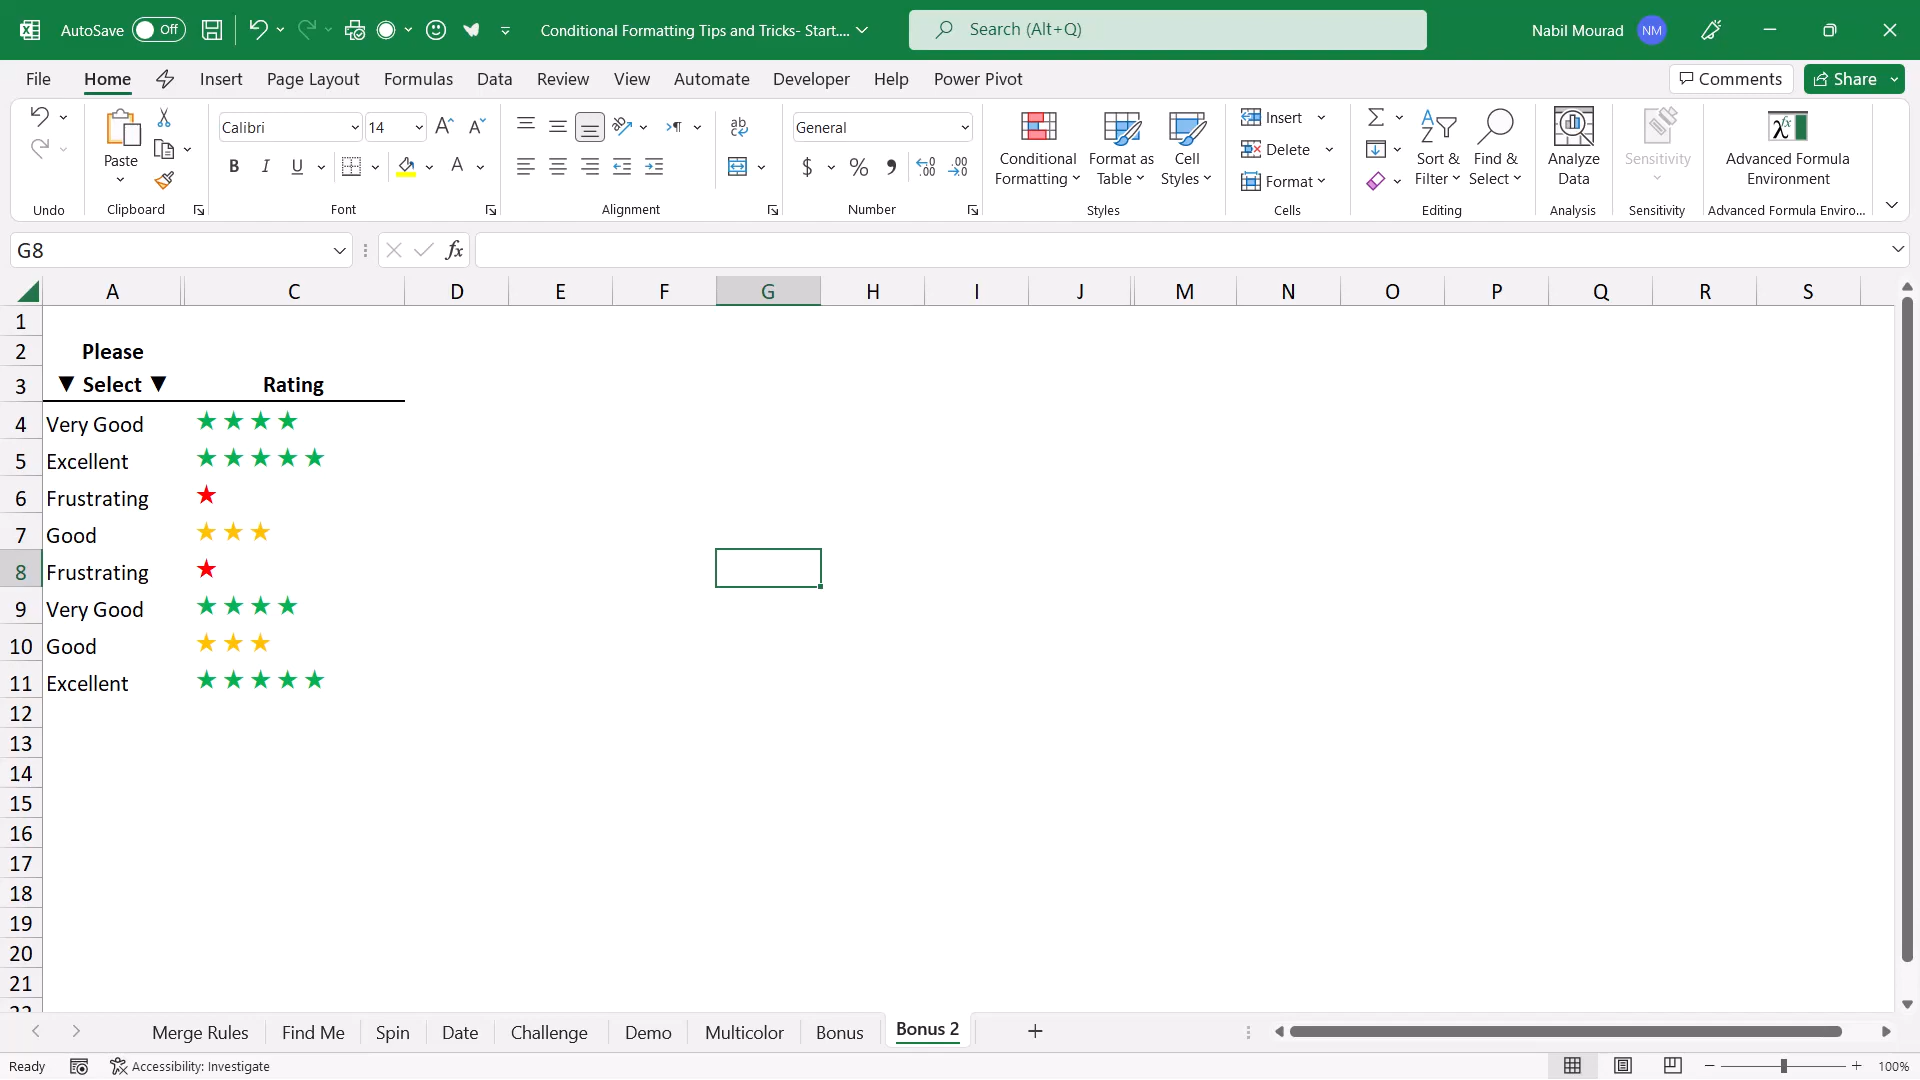 AutoSave Off Conditional Formatting Tips and Tricks- Start.... Search (Alt+Q) Nabil Mourad NM
File Home Insert Page Layout Formulas Data Review View Automate Developer Help Power Pivot Comments Share
Paste
Calibri 14
B I U A
General
$ %
Conditional Formatting
Format as Table
Cell Styles
Insert
Delete
Format
Sort & Filter
Find & Select
Analyze Data
Sensitivity
Advanced Formula Environment
Undo Clipboard Font Alignment Number Styles Cells Editing Analysis Sensitivity Advanced Formula Enviro...
G8 fx
A C D E F G H I J M N O P Q R S
1
2 Please
3 ▼ Select ▼ Rating
4 Very Good ★★★★
5 Excellent ★★★★★
6 Frustrating ★
7 Good ★★★
8 Frustrating ★
9 Very Good ★★★★
10 Good ★★★
11 Excellent ★★★★★
12
13
14
15
16
17
18
19
20
21
22
Merge Rules Find Me Spin Date Challenge Demo Multicolor Bonus Bonus 2
Ready Accessibility: Investigate 100%